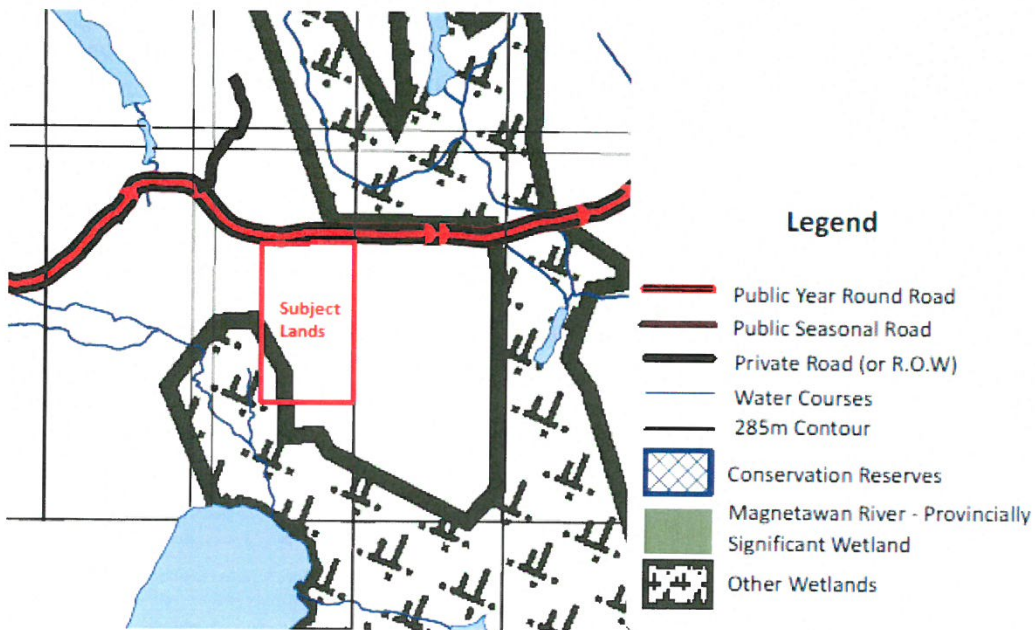 Subject
Lands
Legend
Public Year Round Road
Public Seasonal Road
Private Road (or R.O.W)
Water Courses
285m Contour
Conservation Reserves
Magnetawan River - Provincially
Significant Wetland
Other Wetlands